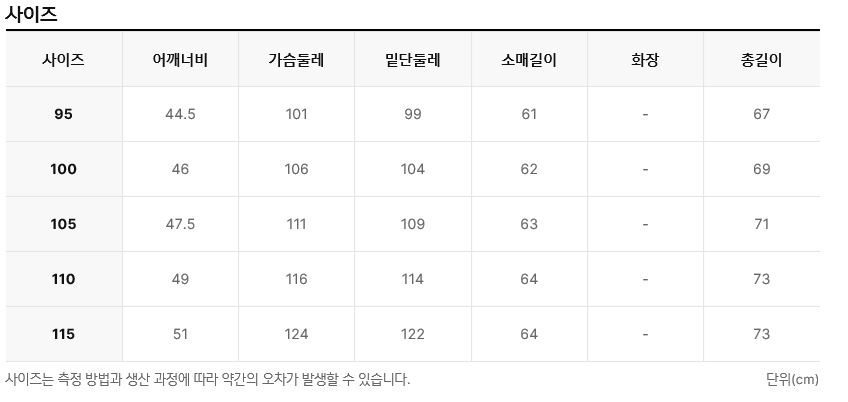 사이즈
사이즈 어깨너비 가슴둘레 밑단둘레 소매길이 화장 총길이
95 44.5 101 99 61 - 67
100 46 106 104 62 - 69
105 47.5 111 109 63 - 71
110 49 116 114 64 - 73
115 51 124 122 64 - 73
사이즈는 측정 방법과 생산 과정에 따라 약간의 오차가 발생할 수 있습니다. 단위(cm)